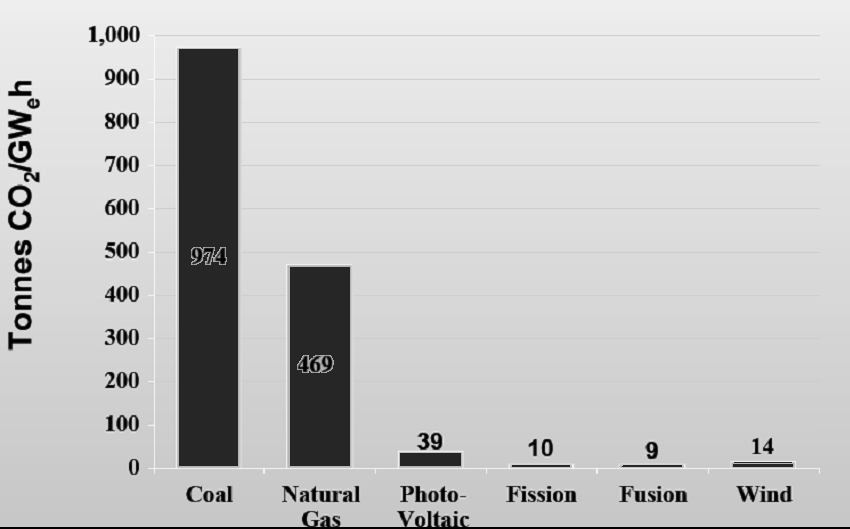 Tonnes CO₂/GWₑh
1,000
900
800
700
600
500
400
300
200
100
0
974
469
39
10
9
14
Coal
Natural
Gas
Photo-
Voltaic
Fission
Fusion
Wind